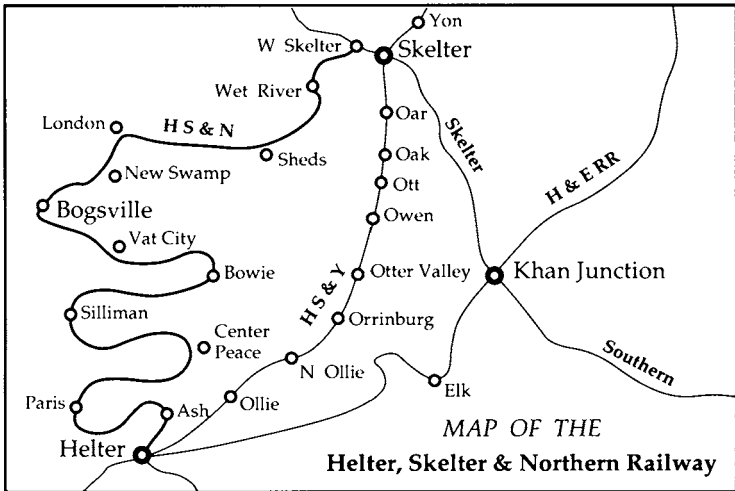 Yon
W Skelter
Skelter
Wet River
Oar
London
H S & N
Skelter
H & E RR
Sheds
Oak
New Swamp
Ott
Bogsville
Owen
Vat City
Bowie
H S & Y
Otter Valley
Khan Junction
Silliman
Orrinburg
Center
Peace
N Ollie
Southern
Elk
Paris
Ash
Ollie
Helter
MAP OF THE
Helter, Skelter & Northern Railway